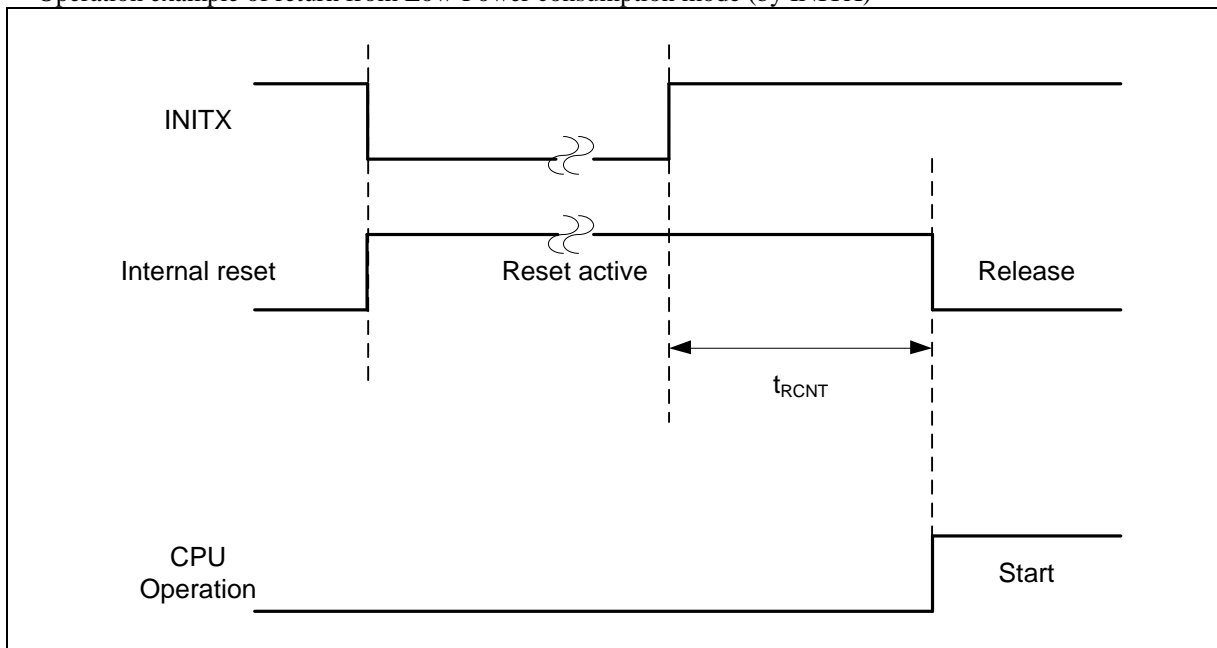 Operation example of return from Low Power consumption mode (by INITX)
INITX
Internal reset
Reset active
Release
tRCNT
CPU
Operation
Start